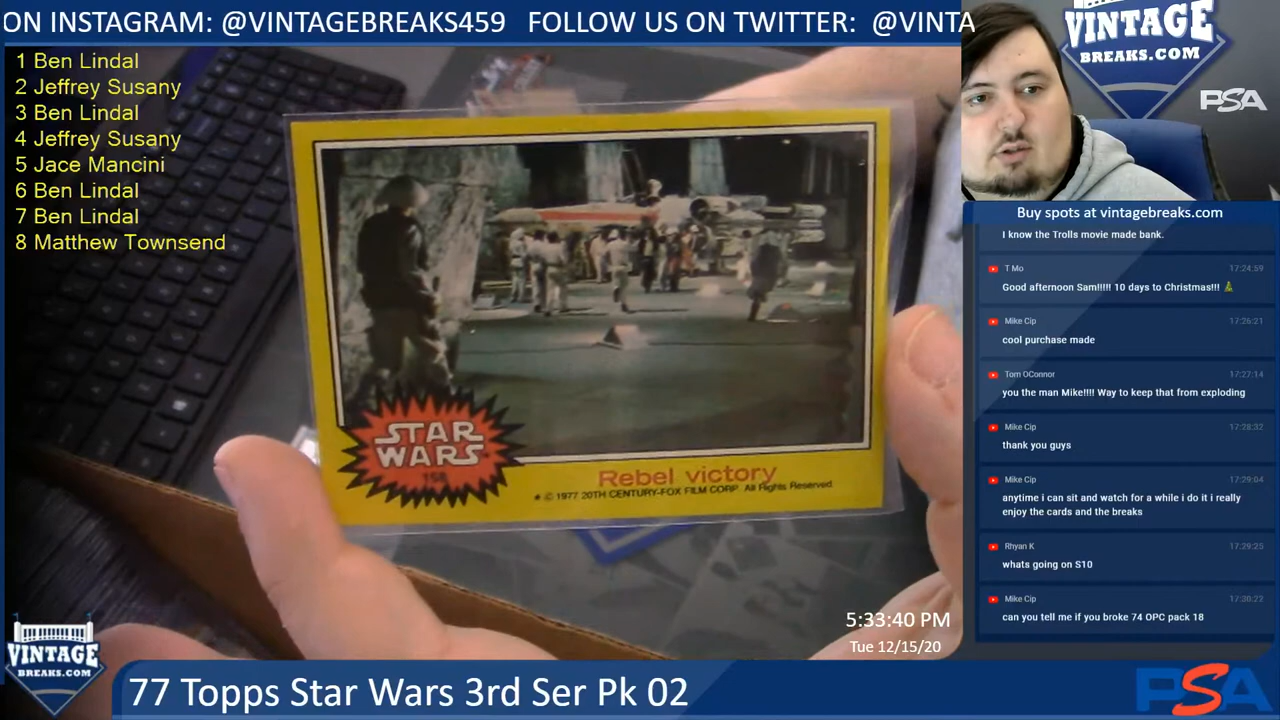 ON INSTAGRAM: @VINTAGEBREAKS459 FOLLOW US ON TWITTER: @VINTA
1 Ben Lindal
2 Jeffrey Susany
3 Ben Lindal
4 Jeffrey Susany
5 Jace Mancini
6 Ben Lindal
7 Ben Lindal
8 Matthew Townsend
STAR
WARS
158
Rebel victory
★ © 1977 20TH CENTURY-FOX FILM CORP. All Rights Reserved
VINTAGE
BREAKS.COM
PSA
Buy spots at vintagebreaks.com
I know the Trolls movie made bank.
T Mo 17:24:59
Good afternoon Sam!!!!! 10 days to Christmas!!! 🎄
Mike Cip 17:26:21
cool purchase made
Tom OConnor 17:27:14
you the man Mike!!!! Way to keep that from exploding
Mike Cip 17:28:32
thank you guys
Mike Cip 17:29:04
anytime i can sit and watch for a while i do it i really
enjoy the cards and the breaks
Rhyan K 17:29:25
whats going on S10
Mike Cip 17:30:22
can you tell me if you broke 74 OPC pack 18
5:33:40 PM
Tue 12/15/20
VINTAGE
BREAKS.COM
77 Topps Star Wars 3rd Ser Pk 02
PSA